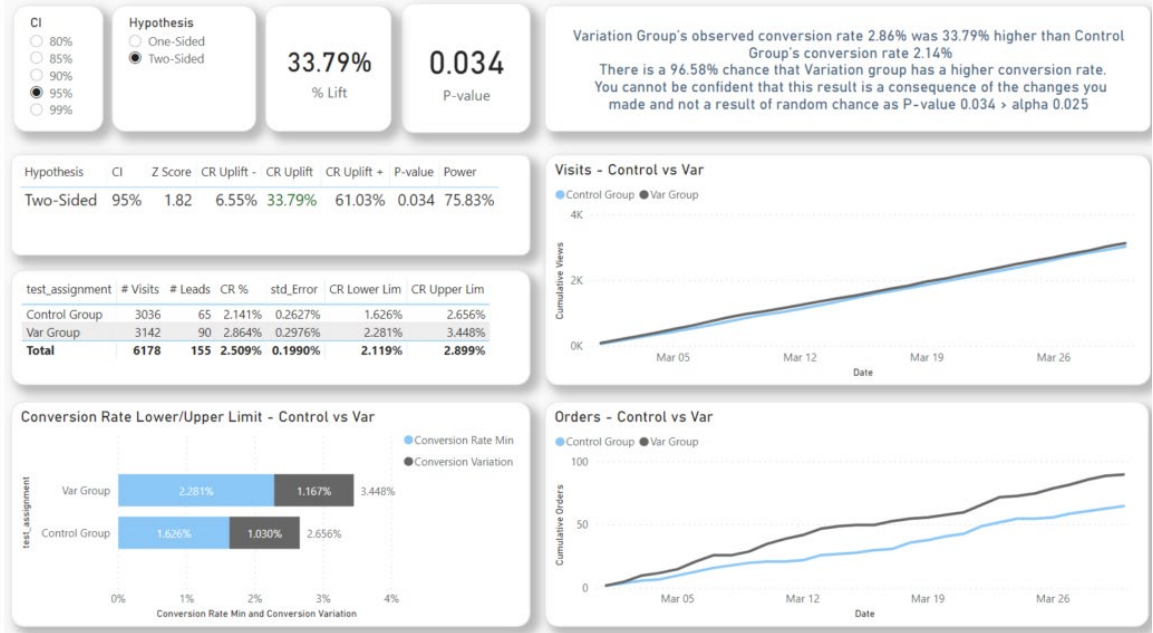 CI
80%
85%
90%
95%
99%
Hypothesis
One-Sided
Two-Sided
33.79%
% Lift
0.034
P-value
Variation Group's observed conversion rate 2.86% was 33.79% higher than Control
Group's conversion rate 2.14%
There is a 96.58% chance that Variation group has a higher conversion rate.
You cannot be confident that this result is a consequence of the changes you
made and not a result of random chance as P-value 0.034 > alpha 0.025
Hypothesis CI Z Score CR Uplift - CR Uplift CR Uplift + P-value Power
Two-Sided 95% 1.82 6.55% 33.79% 61.03% 0.034 75.83%
test_assignment # Visits # Leads CR % std_Error CR Lower Lim CR Upper Lim
Control Group 3036 65 2.141% 0.2627% 1.626% 2.656%
Var Group 3142 90 2.864% 0.2976% 2.281% 3.448%
Total 6178 155 2.509% 0.1990% 2.119% 2.899%
Visits - Control vs Var
Control Group Var Group
Cumulative Views
4K
2K
0K
Mar 05 Mar 12 Mar 19 Mar 26
Date
Conversion Rate Lower/Upper Limit - Control vs Var
Conversion Rate Min
Conversion Variation
test_assignment
Var Group 2.281% 1.167% 3.448%
Control Group 1.626% 1.030% 2.656%
0% 1% 2% 3% 4%
Conversion Rate Min and Conversion Variation
Orders - Control vs Var
Control Group Var Group
Cumulative Orders
100
50
0
Mar 05 Mar 12 Mar 19 Mar 26
Date